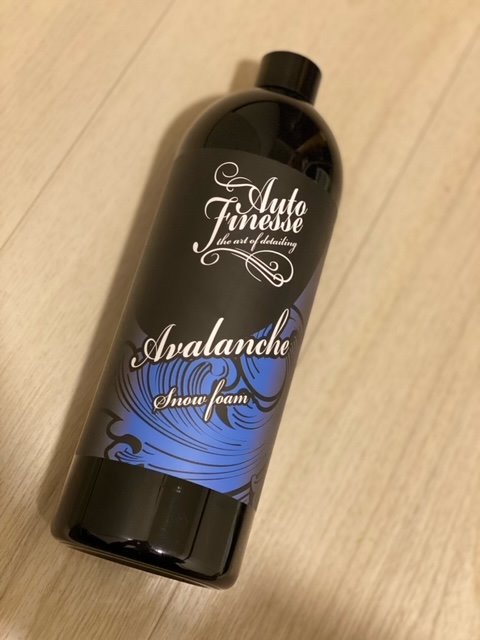 Auto
Finesse
the art of detailing
Avalanche
Snow foam